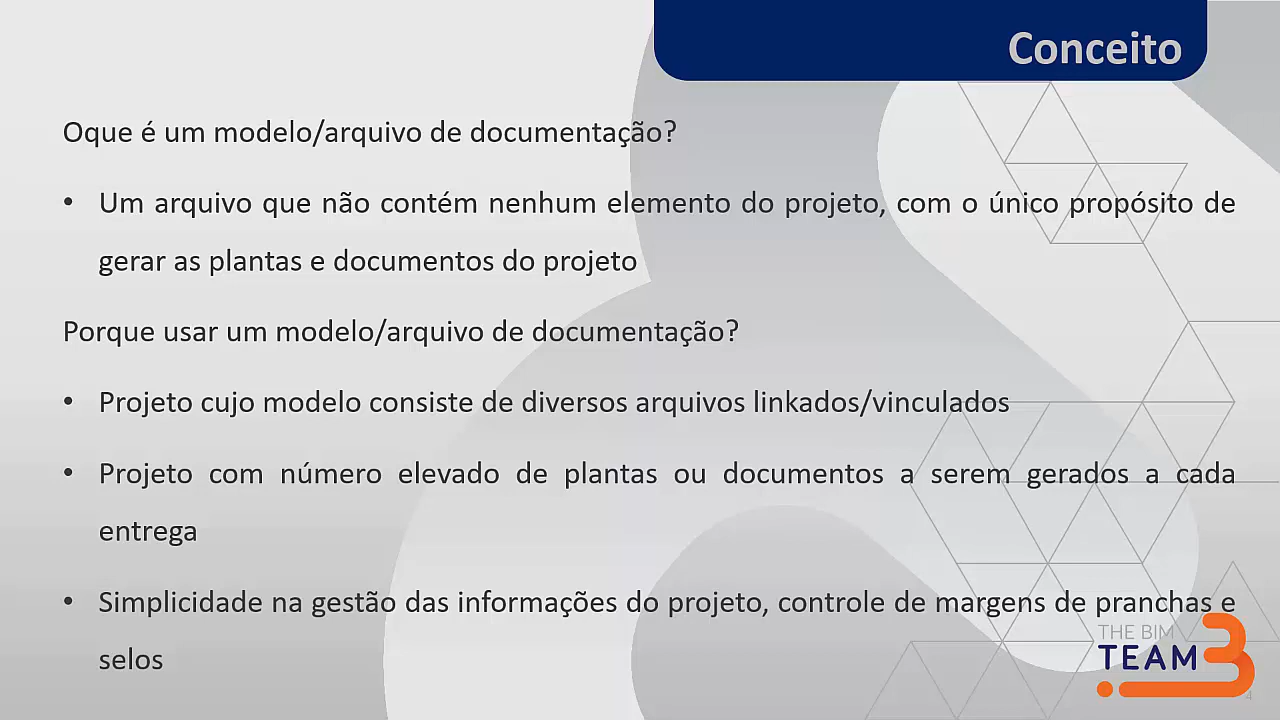 Conceito
Oque é um modelo/arquivo de documentação?
• Um arquivo que não contém nenhum elemento do projeto, com o único propósito de
gerar as plantas e documentos do projeto
Porque usar um modelo/arquivo de documentação?
• Projeto cujo modelo consiste de diversos arquivos linkados/vinculados
• Projeto com número elevado de plantas ou documentos a serem gerados a cada
entrega
• Simplicidade na gestão das informações do projeto, controle de margens de pranchas e
selos
THE BIM
TEAM
4